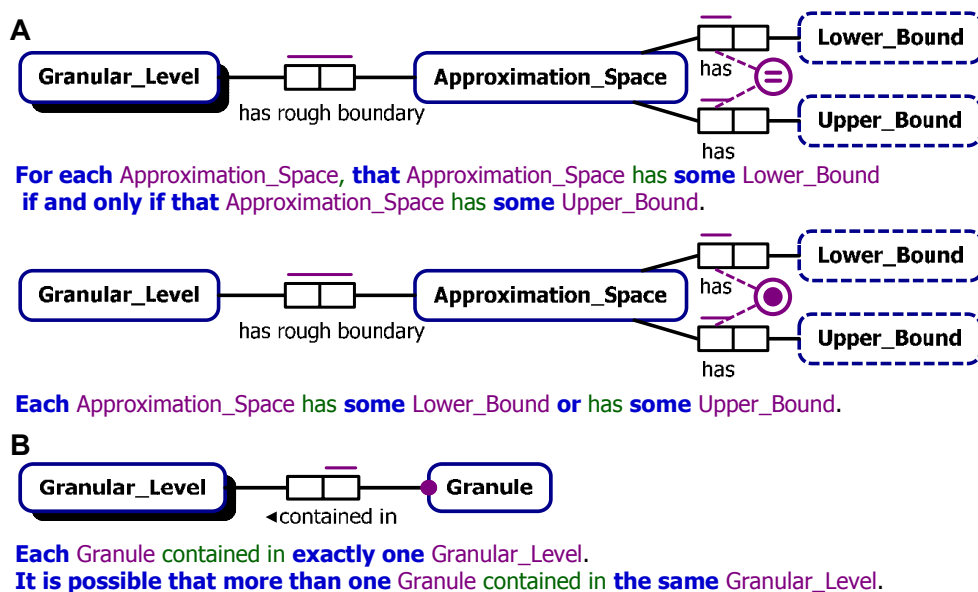 A
Granular_Level
has rough boundary
Approximation_Space
has
has
=
Lower_Bound
Upper_Bound
For each Approximation_Space, that Approximation_Space has some Lower_Bound
if and only if that Approximation_Space has some Upper_Bound.
Granular_Level
has rough boundary
Approximation_Space
has
has
Lower_Bound
Upper_Bound
Each Approximation_Space has some Lower_Bound or has some Upper_Bound.
B
Granular_Level
◄contained in
Granule
Each Granule contained in exactly one Granular_Level.
It is possible that more than one Granule contained in the same Granular_Level.